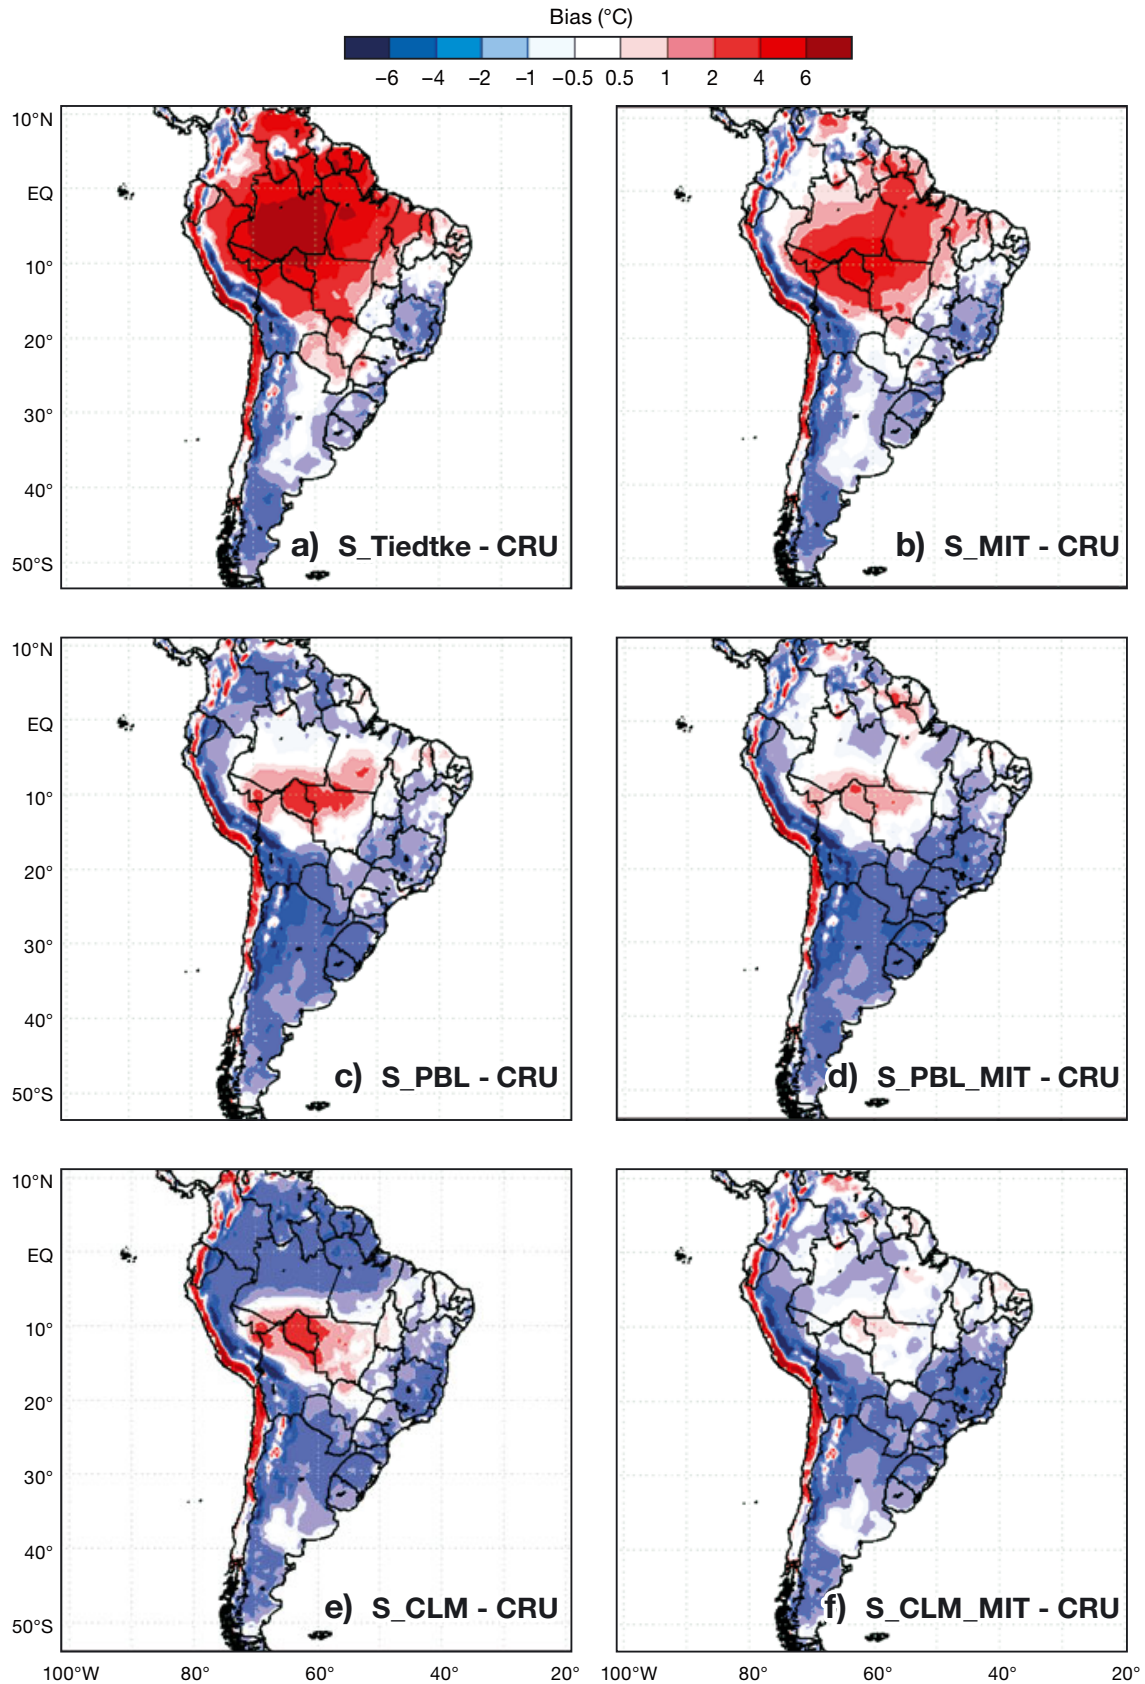 Bias (°C)
−6 −4 −2 −1 −0.5 0.5 1 2 4 6
10°N
EQ
10°
20°
30°
40°
50°S
a) S_Tiedtke - CRU
b) S_MIT - CRU
10°N
EQ
10°
20°
30°
40°
50°S
c) S_PBL - CRU
d) S_PBL_MIT - CRU
10°N
EQ
10°
20°
30°
40°
50°S
e) S_CLM - CRU
f) S_CLM_MIT - CRU
100°W 80° 60° 40° 20° 100°W 80° 60° 40° 20°